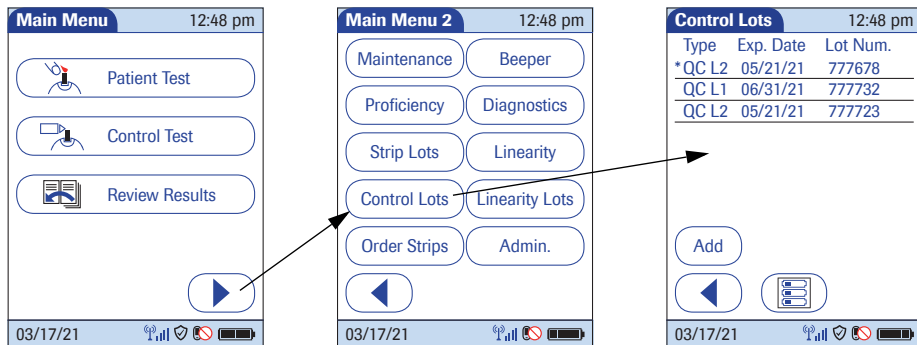 Main Menu 12:48 pm
Patient Test
Control Test
Review Results
03/17/21
Main Menu 2 12:48 pm
Maintenance Beeper
Proficiency Diagnostics
Strip Lots Linearity
Control Lots Linearity Lots
Order Strips Admin.
03/17/21
Control Lots 12:48 pm
Type Exp. Date Lot Num.
*QC L2 05/21/21 777678
QC L1 06/31/21 777732
QC L2 05/21/21 777723
Add
03/17/21